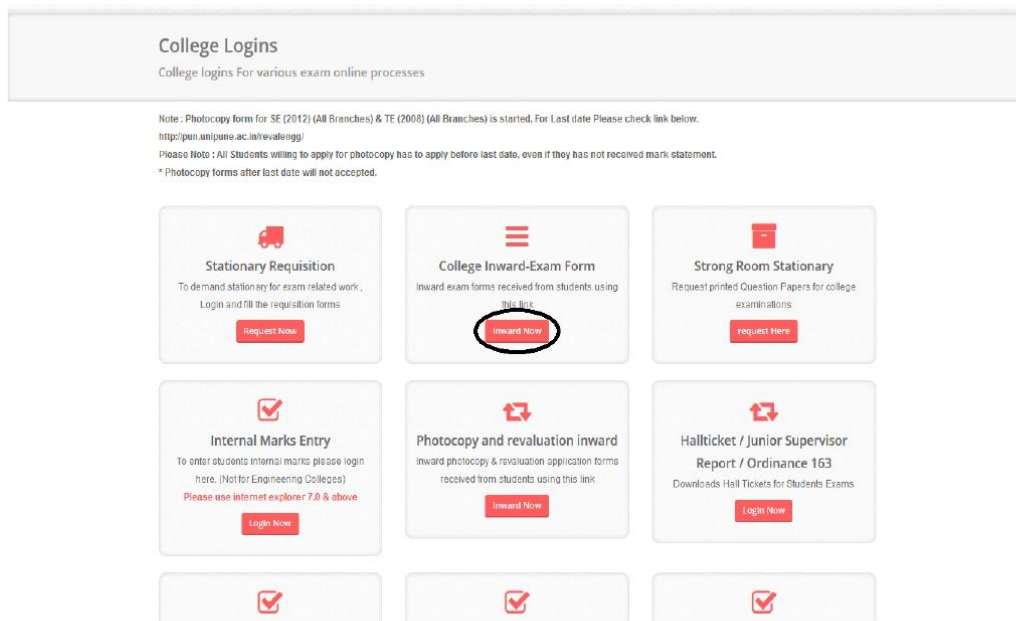 College Logins
College logins For various exam online processes
Note : Photocopy form for SE (2012) (All Branches) & TE (2008) (All Branches) is started. For Last date Please check link below.
http://pun.unipune.ac.in/revalengg/
Please Note : All Students willing to apply for photocopy has to apply before last date, even if they has not received mark statement.
* Photocopy forms after last date will not accepted.
Stationary Requisition
To demand stationary for exam related work ,
Login and fill the requisition forms
Request Now
College Inward-Exam Form
Inward exam forms received from students using
this link
Inward Now
Strong Room Stationary
Request printed Question Papers for college
examinations
request Here
Internal Marks Entry
To enter students internal marks please login
here. (Not for Engineering Colleges)
Please use internet explorer 7.0 & above
Login Now
Photocopy and revaluation inward
Inward photocopy & revaluation application forms
received from students using this link
Inward Now
Hallticket / Junior Supervisor
Report / Ordinance 163
Downloads Hall Tickets for Students Exams
Login Now